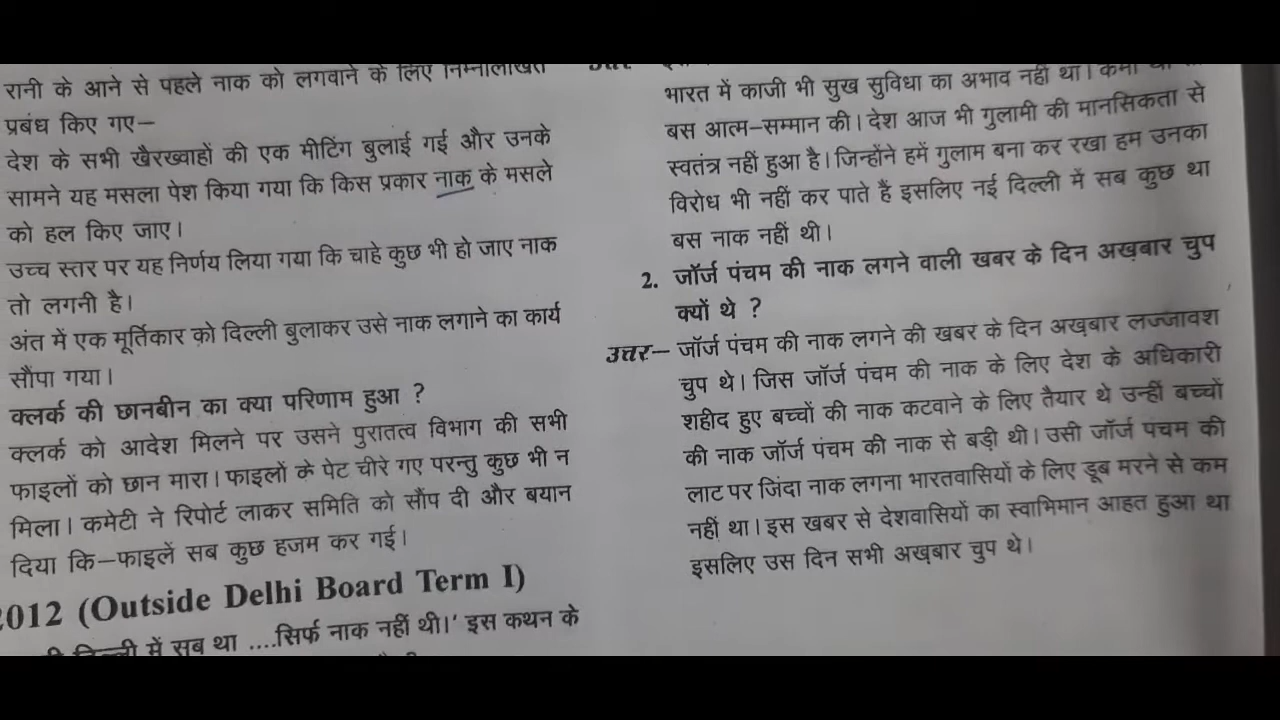 रानी के आने से पहले नाक को लगवाने के लिए निम्नलिखित
प्रबंध किए गए–
देश के सभी खैरख्वाहों की एक मीटिंग बुलाई गई और उनके
सामने यह मसला पेश किया गया कि किस प्रकार नाक के मसले
को हल किए जाए।
उच्च स्तर पर यह निर्णय लिया गया कि चाहे कुछ भी हो जाए नाक
तो लगनी है।
अंत में एक मूर्तिकार को दिल्ली बुलाकर उसे नाक लगाने का कार्य
सौंपा गया।
क्लर्क की छानबीन का क्या परिणाम हुआ ?
क्लर्क को आदेश मिलने पर उसने पुरातत्व विभाग की सभी
फाइलों को छान मारा। फाइलों के पेट चीरे गए परन्तु कुछ भी न
मिला। कमेटी ने रिपोर्ट लाकर समिति को सौंप दी और बयान
दिया कि–फाइलें सब कुछ हजम कर गई।
2012 (Outside Delhi Board Term I)
दिल्ली में सब था ....सिर्फ नाक नहीं थी।' इस कथन के
उत्तर
भारत में काजी भी सुख सुविधा का अभाव नहीं था।
बस आत्म-सम्मान की। देश आज भी गुलामी की मानसिकता से
स्वतंत्र नहीं हुआ है। जिन्होंने हमें गुलाम बना कर रखा हम उनका
विरोध भी नहीं कर पाते हैं इसलिए नई दिल्ली में सब कुछ था
बस नाक नहीं थी।
2. जॉर्ज पंचम की नाक लगने वाली खबर के दिन अख़बार चुप
क्यों थे ?
उत्तर– जॉर्ज पंचम की नाक लगने की खबर के दिन अख़बार लज्जावश
चुप थे। जिस जॉर्ज पंचम की नाक के लिए देश के अधिकारी
शहीद हुए बच्चों की नाक कटवाने के लिए तैयार थे उन्हीं बच्चों
की नाक जॉर्ज पंचम की नाक से बड़ी थी। उसी जॉर्ज पंचम की
लाट पर जिंदा नाक लगना भारतवासियों के लिए डूब मरने से कम
नहीं था। इस खबर से देशवासियों का स्वाभिमान आहत हुआ था
इसलिए उस दिन सभी अख़बार चुप थे।